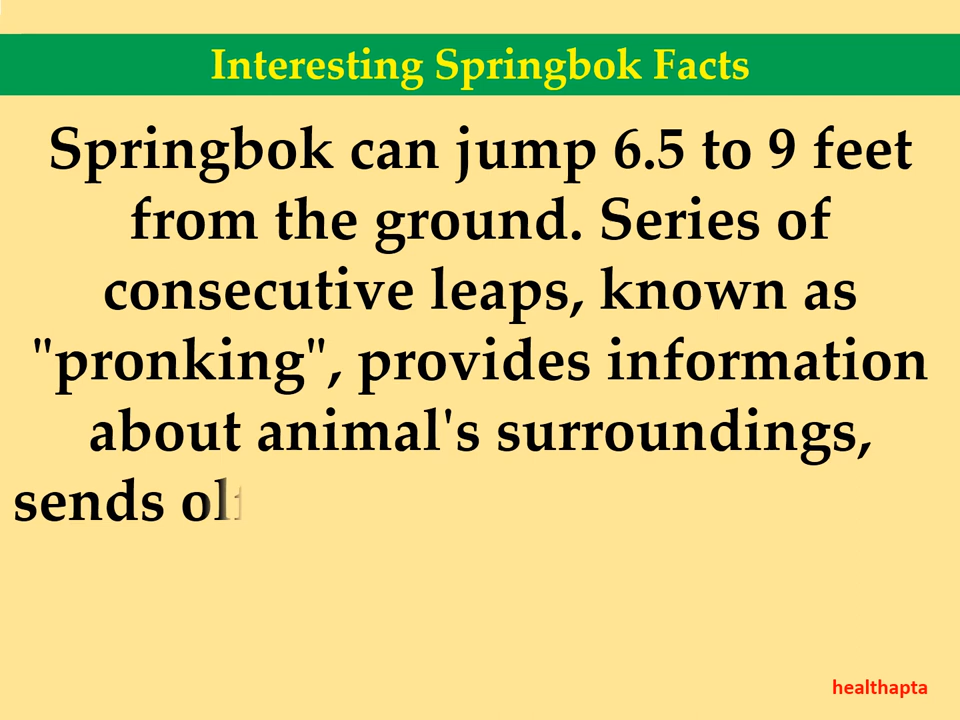 Interesting Springbok Facts
Springbok can jump 6.5 to 9 feet
from the ground. Series of
consecutive leaps, known as
"pronking", provides information
about animal's surroundings,
sends
healthapta